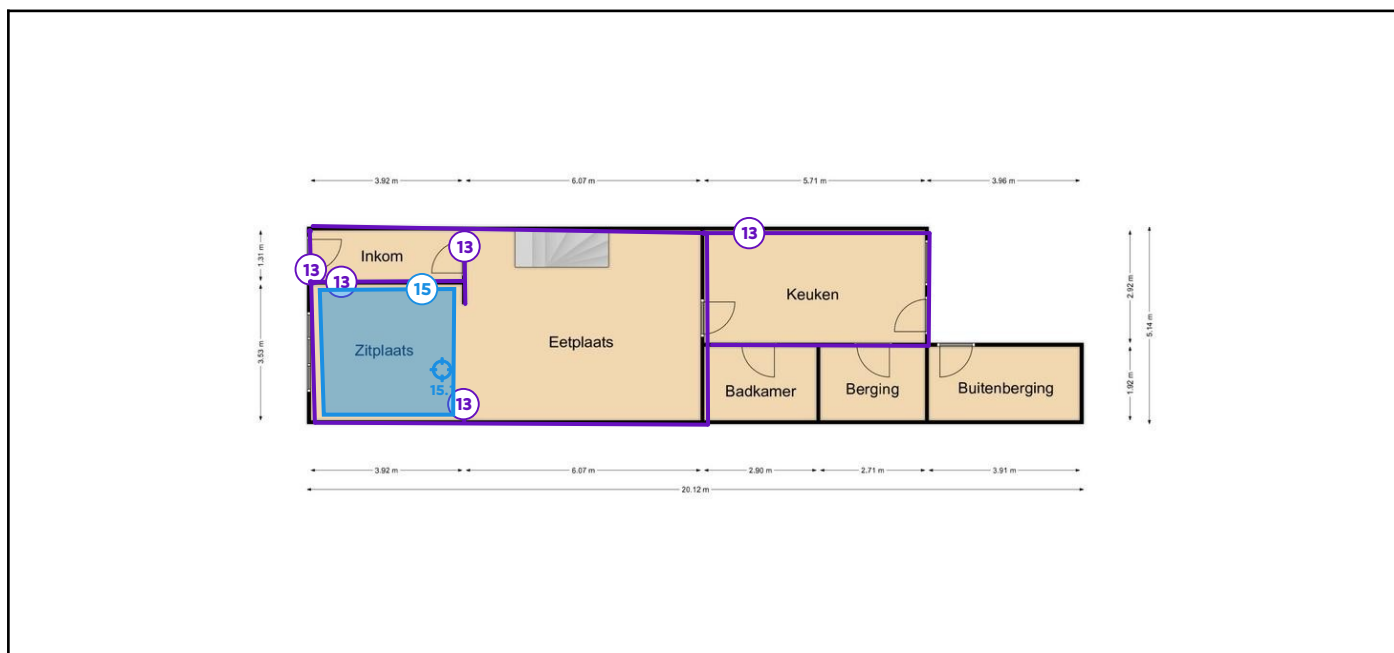 3.92 m 6.07 m 5.71 m 3.96 m
13
1.31 m 13 Inkom 13 2.92 m
13 15 Keuken
3.53 m Zitplaats Eetplaats 5.14 m
15.
13 Badkamer Berging Buitenberging 1.92 m
3.92 m 6.07 m 2.90 m 2.71 m 3.91 m
20.12 m